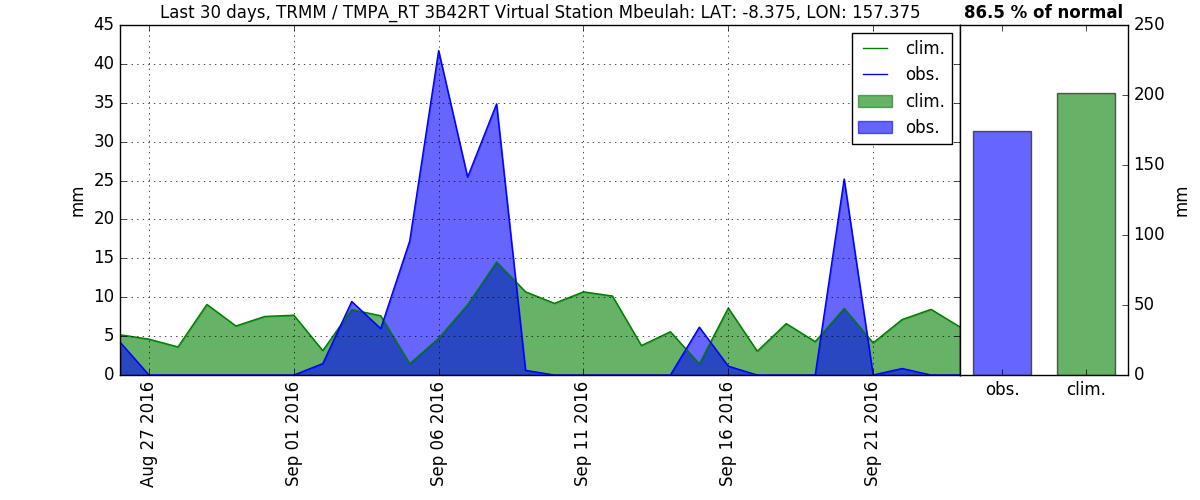 Last 30 days, TRMM / TMPA_RT 3B42RT Virtual Station Mbeulah: LAT: -8.375, LON: 157.375
86.5 % of normal
45
40
35
30
25
20
15
10
5
0
mm
clim.
obs.
clim.
obs.
250
200
150
100
50
0
mm
Aug 27 2016
Sep 01 2016
Sep 06 2016
Sep 11 2016
Sep 16 2016
Sep 21 2016
obs.
clim.